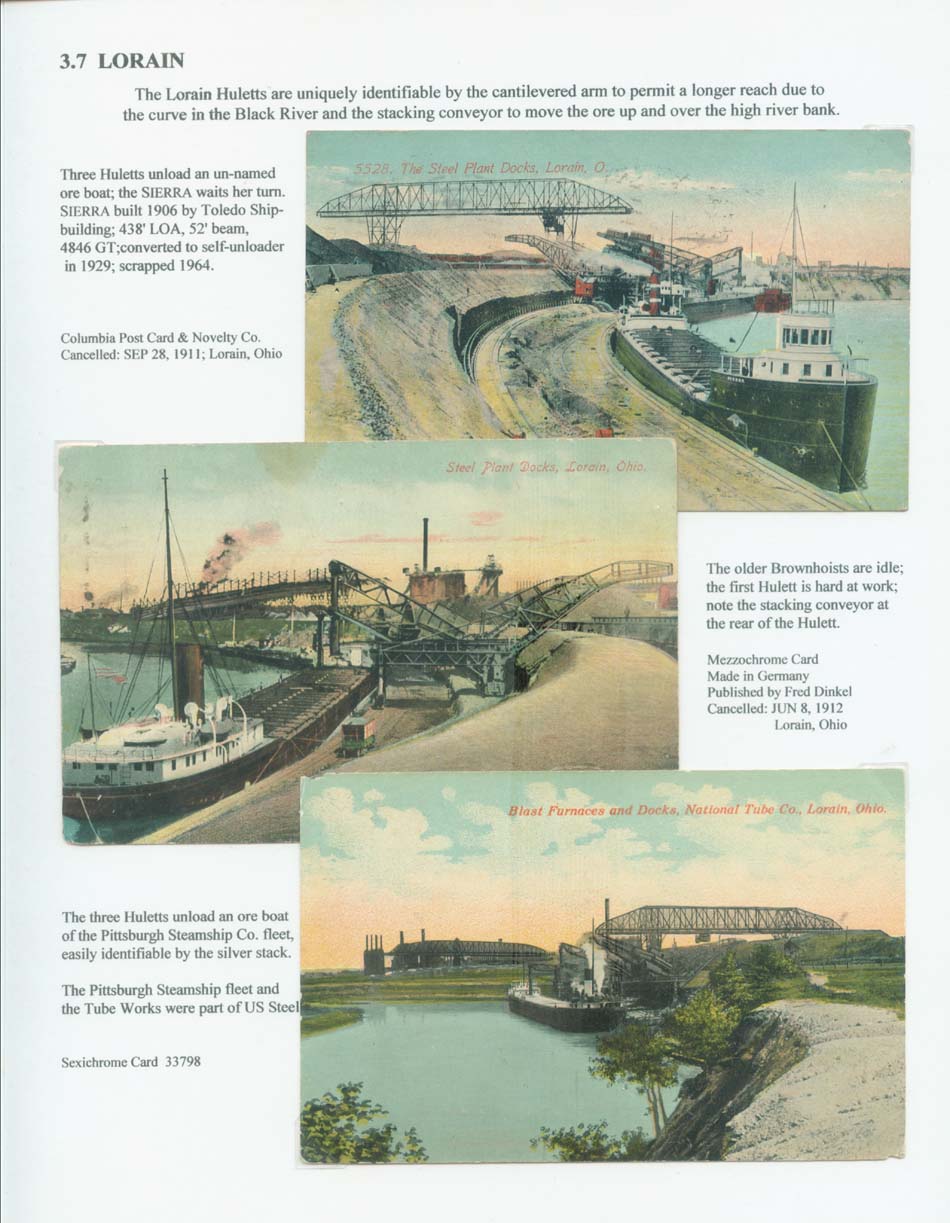 3.7 LORAIN
The Lorain Huletts are uniquely identifiable by the cantilevered arm to permit a longer reach due to
the curve in the Black River and the stacking conveyor to move the ore up and over the high river bank.
Three Huletts unload an un-named
ore boat; the SIERRA waits her turn.
SIERRA built 1906 by Toledo Ship-
building; 438' LOA, 52' beam,
4846 GT;converted to self-unloader
in 1929; scrapped 1964.
Columbia Post Card & Novelty Co.
Cancelled: SEP 28, 1911; Lorain, Ohio
5528. The Steel Plant Docks, Lorain, O.
SIERRA
Steel Plant Docks, Lorain, Ohio.
The older Brownhoists are idle;
the first Hulett is hard at work;
note the stacking conveyor at
the rear of the Hulett.
Mezzochrome Card
Made in Germany
Published by Fred Dinkel
Cancelled: JUN 8, 1912
Lorain, Ohio
Blast Furnaces and Docks, National Tube Co., Lorain, Ohio.
The three Huletts unload an ore boat
of the Pittsburgh Steamship Co. fleet,
easily identifiable by the silver stack.
The Pittsburgh Steamship fleet and
the Tube Works were part of US Steel
Sexichrome Card 33798